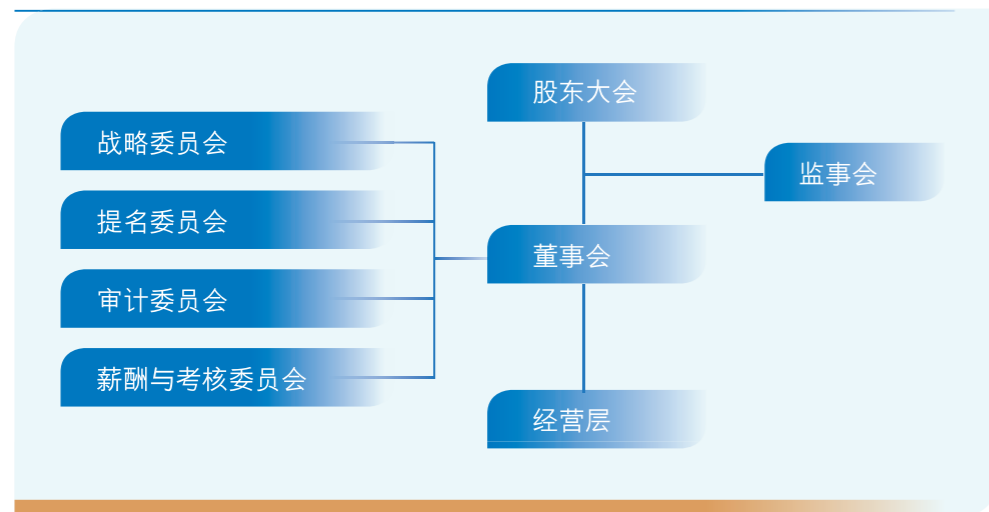 股东大会
战略委员会
监事会
提名委员会
董事会
审计委员会
薪酬与考核委员会
经营层